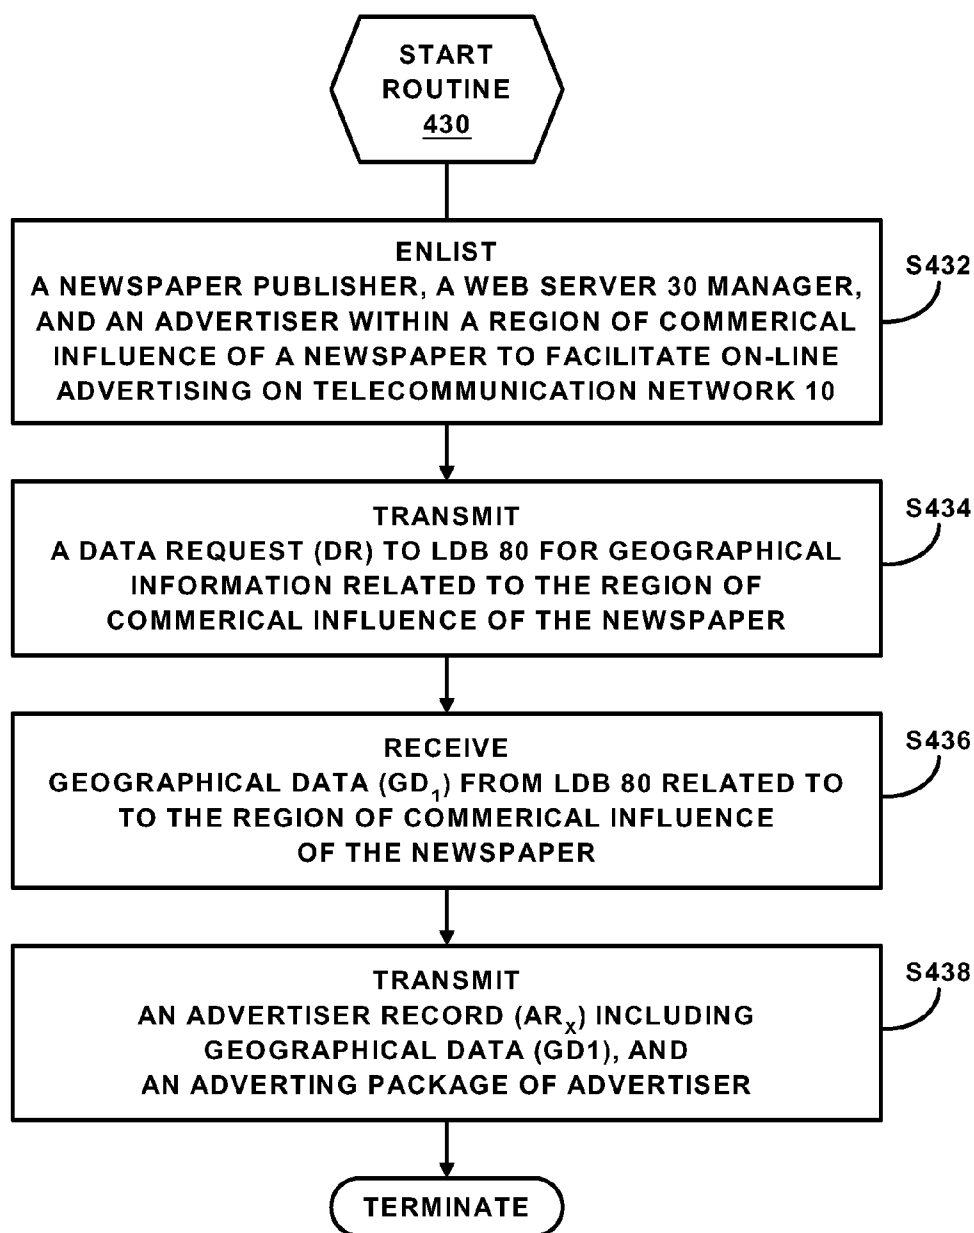 START
ROUTINE
430
ENLIST
A NEWSPAPER PUBLISHER, A WEB SERVER 30 MANAGER,
AND AN ADVERTISER WITHIN A REGION OF COMMERICAL
INFLUENCE OF A NEWSPAPER TO FACILITATE ON-LINE
ADVERTISING ON TELECOMMUNICATION NETWORK 10
S432
TRANSMIT
A DATA REQUEST (DR) TO LDB 80 FOR GEOGRAPHICAL
INFORMATION RELATED TO THE REGION OF
COMMERICAL INFLUENCE OF THE NEWSPAPER
S434
RECEIVE
GEOGRAPHICAL DATA (GD₁) FROM LDB 80 RELATED TO
TO THE REGION OF COMMERICAL INFLUENCE
OF THE NEWSPAPER
S436
TRANSMIT
AN ADVERTISER RECORD (ARₓ) INCLUDING
GEOGRAPHICAL DATA (GD1), AND
AN ADVERTING PACKAGE OF ADVERTISER
S438
TERMINATE